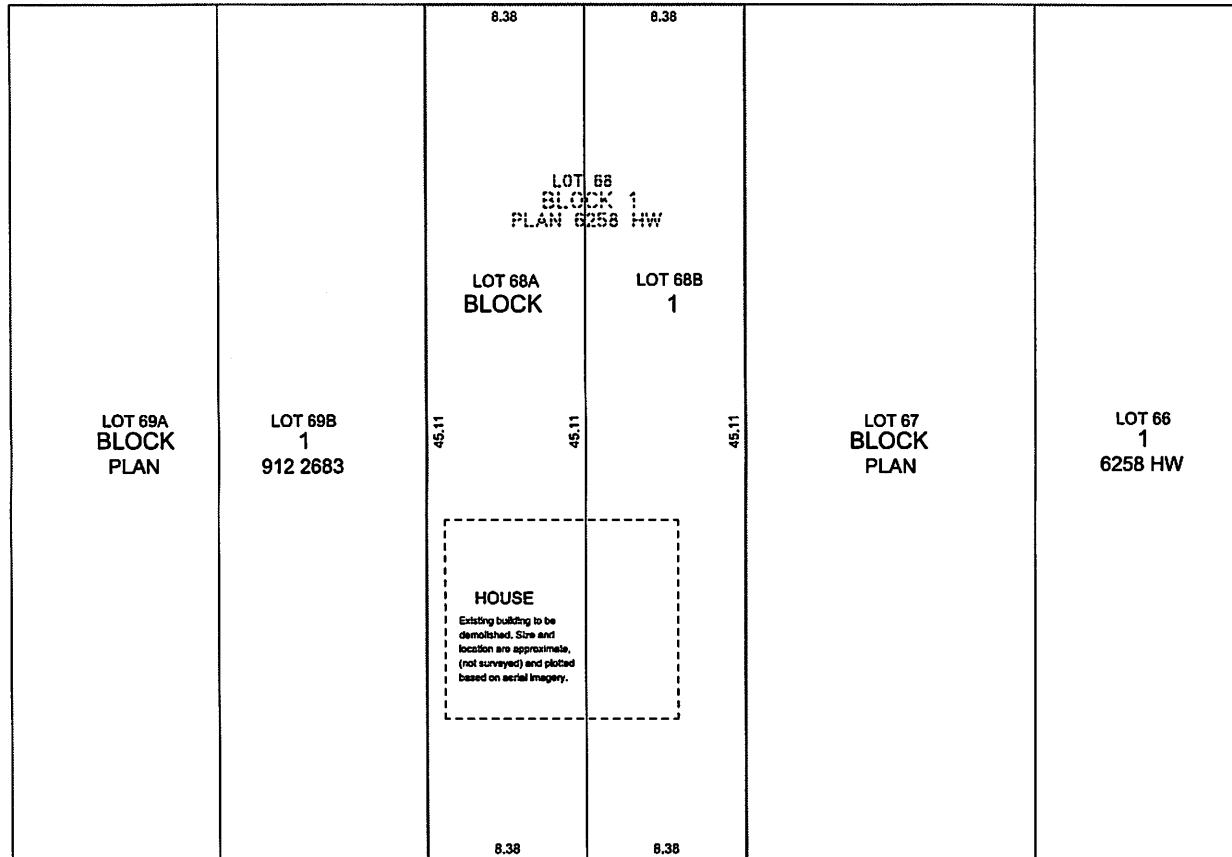 8.38 8.38
LOT 68
BLOCK 1
PLAN 6258 HW
LOT 68A
BLOCK
LOT 68B
1
LOT 69A
BLOCK
PLAN
LOT 69B
1
912 2683
45.11
45.11
45.11
LOT 67
BLOCK
PLAN
LOT 66
1
6258 HW
HOUSE
Existing building to be
demolished. Size and
location are approximate,
(not surveyed) and plotted
based on aerial imagery.
8.38 8.38